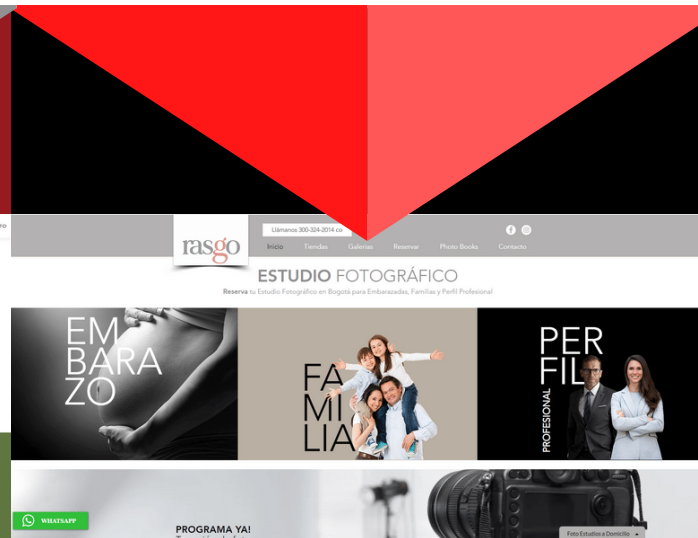 Llámanos 300-324-2014 co
rasgo
Inicio Tiendas Galerías Reservar Photo Books Contacto
ESTUDIO FOTOGRÁFICO
Reserva tu Estudio Fotográfico en Bogotá para Embarazadas, Familias y Perfil Profesional
EM
BARA
ZO
FA
MI
LIA
PER
FIL
PROFESIONAL
WHATSAPP
PROGRAMA YA!
Foto Estudios a Domicilio